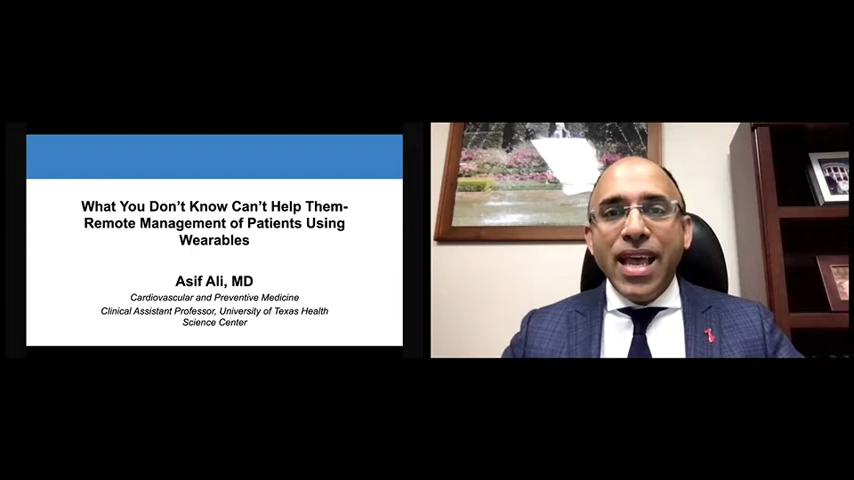 What You Don't Know Can't Help Them-
Remote Management of Patients Using
Wearables
Asif Ali, MD
Cardiovascular and Preventive Medicine
Clinical Assistant Professor, University of Texas Health
Science Center